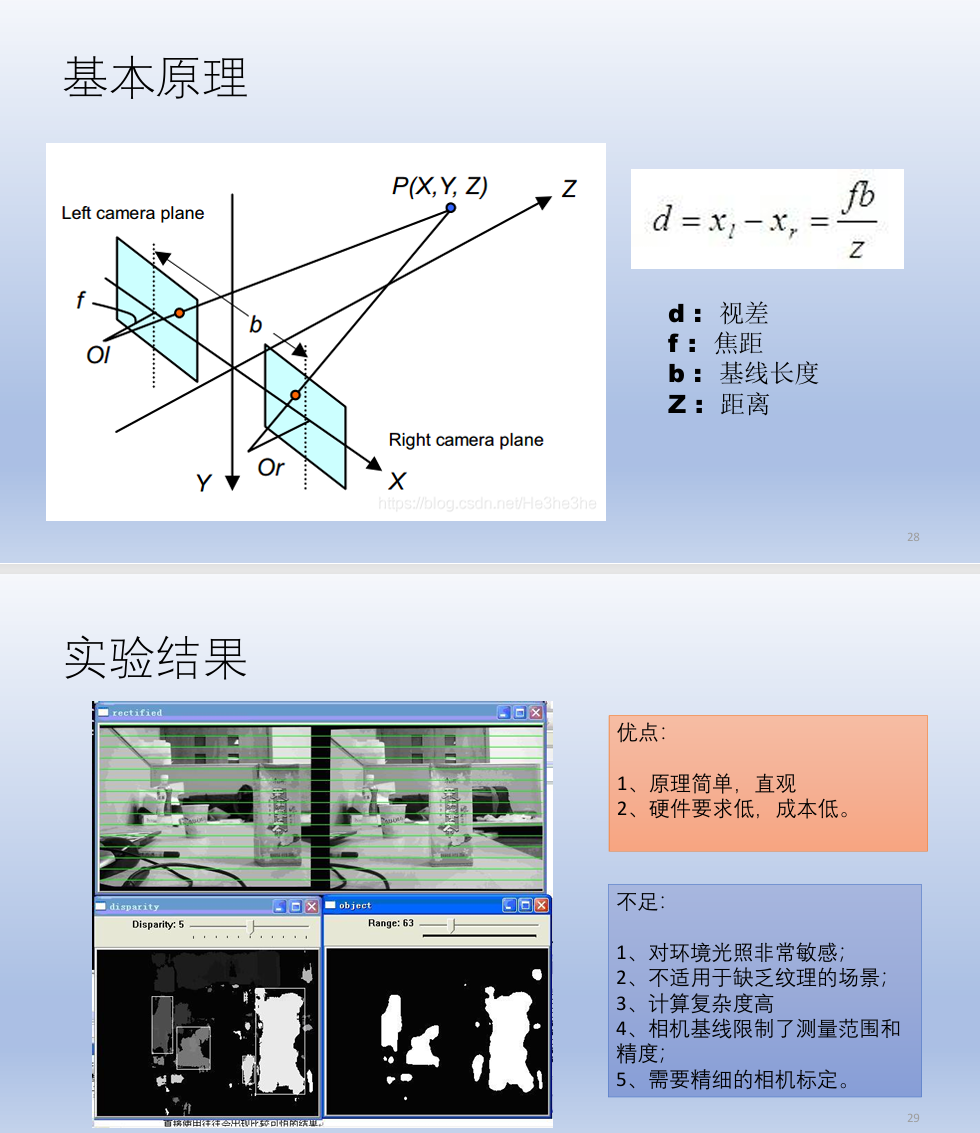 基本原理
P(X,Y, Z)
Z
Left camera plane
f
b
Ol
Right camera plane
Or
Y
X
https://blog.csdn.net/He3he3he
d = x_l − x_r = fb/z
d： 视差
f： 焦距
b： 基线长度
Z： 距离
28
实验结果
rectified
disparity
Disparity: 5
object
Range: 63
优点:
1、原理简单，直观
2、硬件要求低，成本低。
不足:
1、对环境光照非常敏感；
2、不适用于缺乏纹理的场景；
3、计算复杂度高
4、相机基线限制了测量范围和
精度；
5、需要精细的相机标定。
29